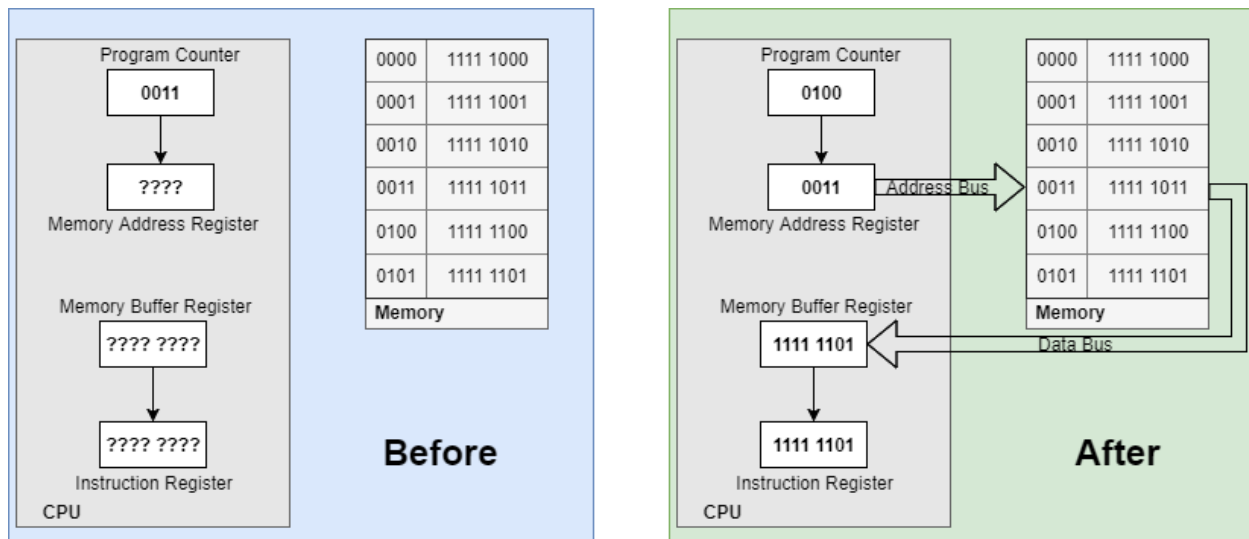 Program Counter
0011
????
Memory Address Register
Memory Buffer Register
???? ????
???? ????
Instruction Register
CPU
0000 1111 1000
0001 1111 1001
0010 1111 1010
0011 1111 1011
0100 1111 1100
0101 1111 1101
Memory
Before
Program Counter
0100
0011
Address Bus
Memory Address Register
Memory Buffer Register
1111 1101
Data Bus
1111 1101
Instruction Register
CPU
0000 1111 1000
0001 1111 1001
0010 1111 1010
0011 1111 1011
0100 1111 1100
0101 1111 1101
Memory
After